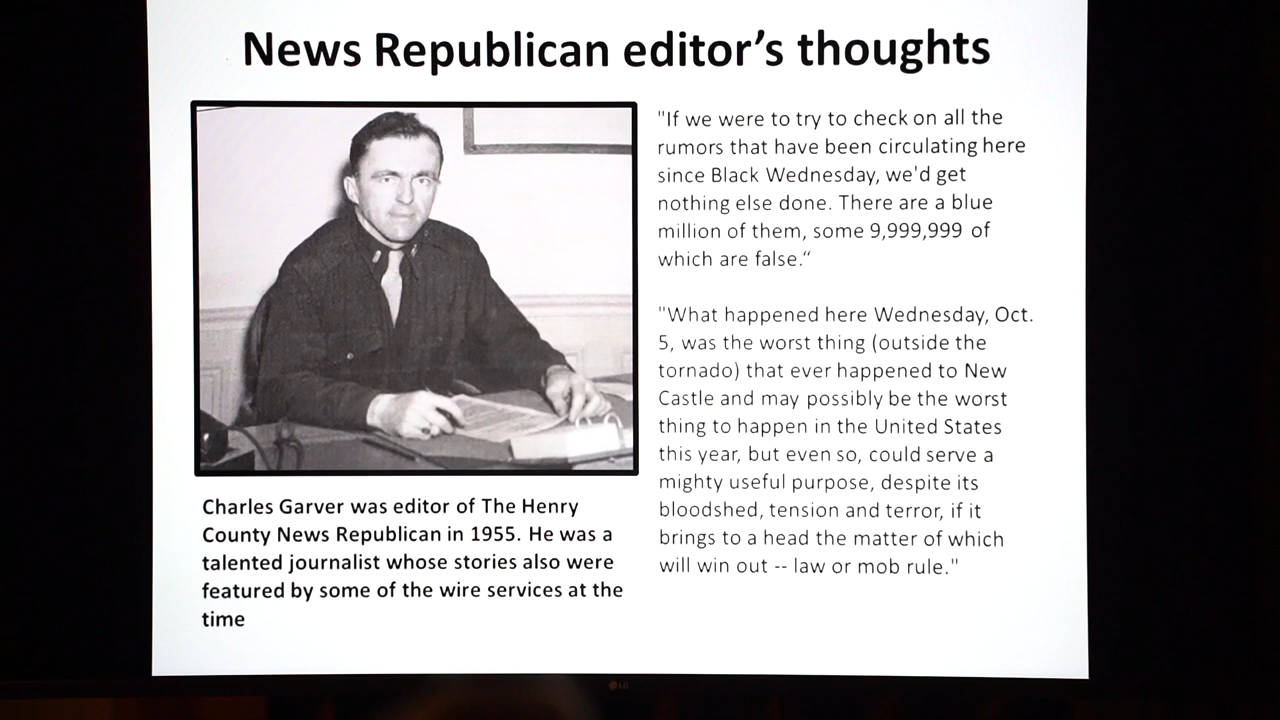 News Republican editor's thoughts
"If we were to try to check on all the
rumors that have been circulating here
since Black Wednesday, we'd get
nothing else done. There are a blue
million of them, some 9,999,999 of
which are false.“
"What happened here Wednesday, Oct.
5, was the worst thing (outside the
tornado) that ever happened to New
Castle and may possibly be the worst
thing to happen in the United States
this year, but even so, could serve a
mighty useful purpose, despite its
bloodshed, tension and terror, if it
brings to a head the matter of which
will win out -- law or mob rule."
Charles Garver was editor of The Henry
County News Republican in 1955. He was a
talented journalist whose stories also were
featured by some of the wire services at the
time
LG